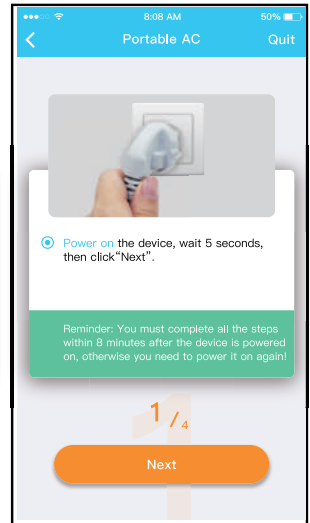 8:08 AM
50%
Portable AC
Quit
Power on the device, wait 5 seconds,
then click“Next”.
Reminder: You must complete all the steps
within 8 minutes after the device is powered
on, otherwise you need to power it on again!
1/4
Next